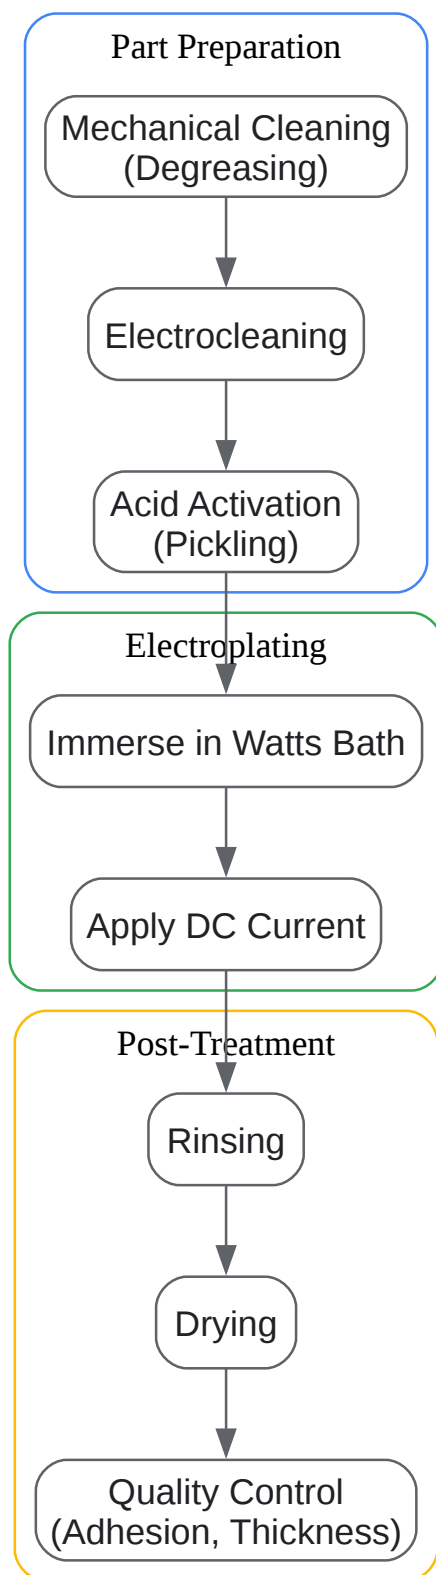 Part Preparation
Mechanical Cleaning
(Degreasing)
Electrocleaning
Acid Activation
(Pickling)
Electroplating
Immerse in Watts Bath
Apply DC Current
Post-Treatment
Rinsing
Drying
Quality Control
(Adhesion, Thickness)